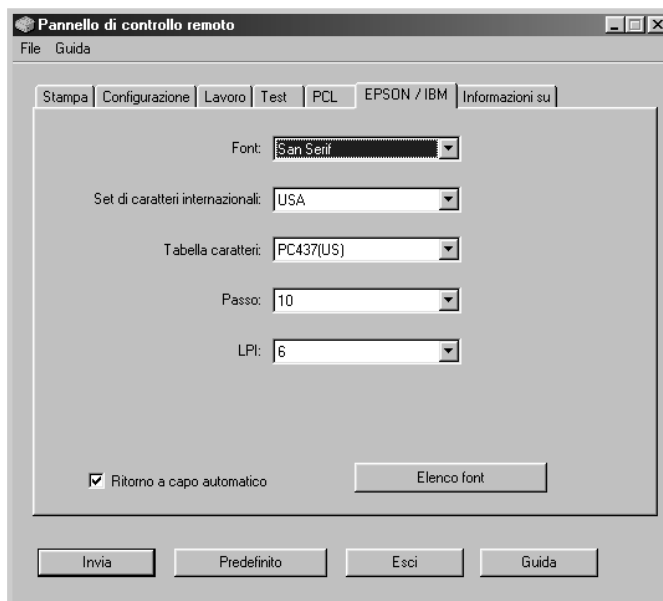 Pannello di controllo remoto
File Guida
Stampa Configurazione Lavoro Test PCL EPSON / IBM Informazioni su
Font: San Serif
Set di caratteri internazionali: USA
Tabella caratteri: PC437(US)
Passo: 10
LPI: 6
Ritorno a capo automatico Elenco font
Invia Predefinito Esci Guida